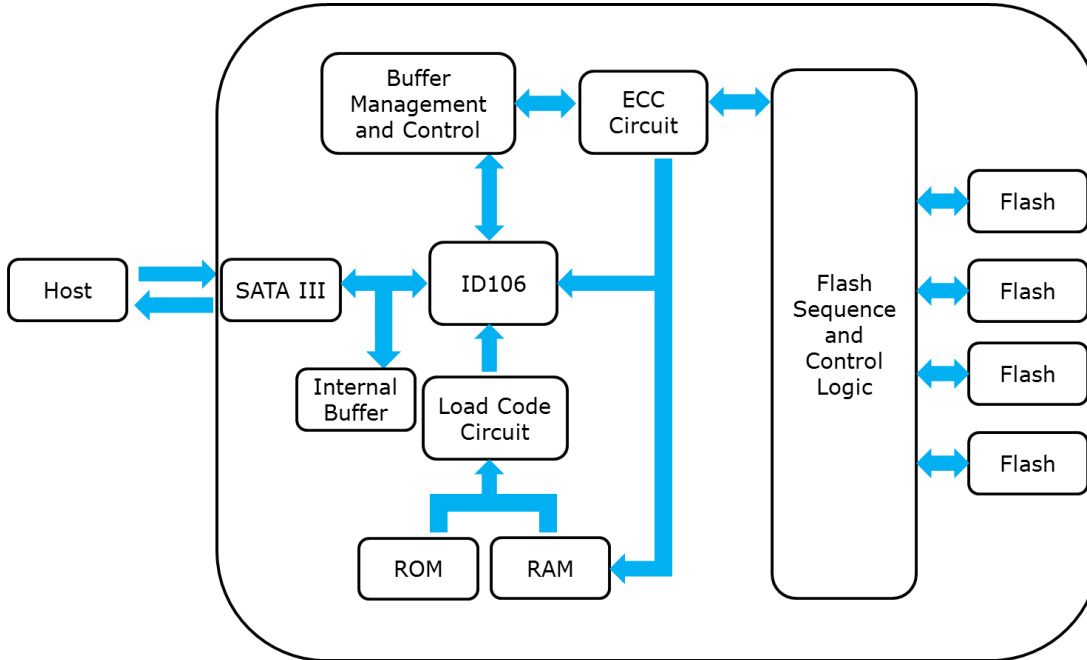 Buffer
Management
and Control
ECC
Circuit
Flash
Host
SATA III
ID106
Flash
Sequence
and
Control
Logic
Flash
Internal
Buffer
Load Code
Circuit
Flash
Flash
ROM
RAM